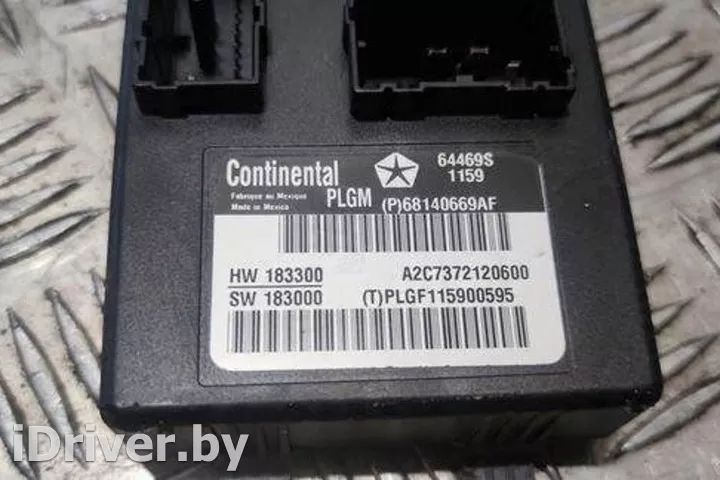 Continental
64469S
1159
Fabrique au Mexique
Made in Mexico
PLGM
(P)68140669AF
HW 183300
A2C7372120600
SW 183000
(T)PLGF115900595
iDriver.by